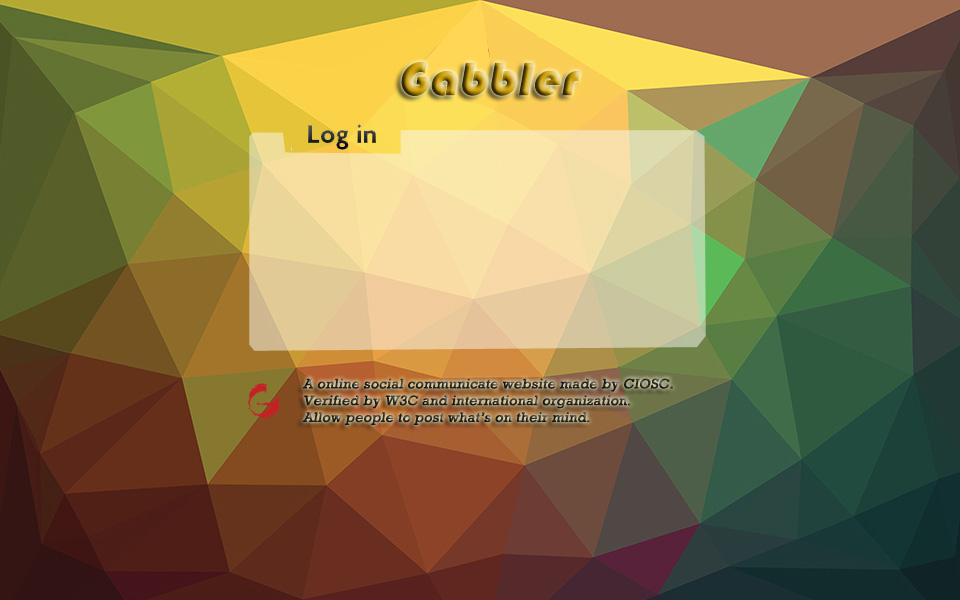 Gabbler
Log in
A online social communicate website made by CIOSC.
Verified by W3C and international organization.
Allow people to post what's on their mind.